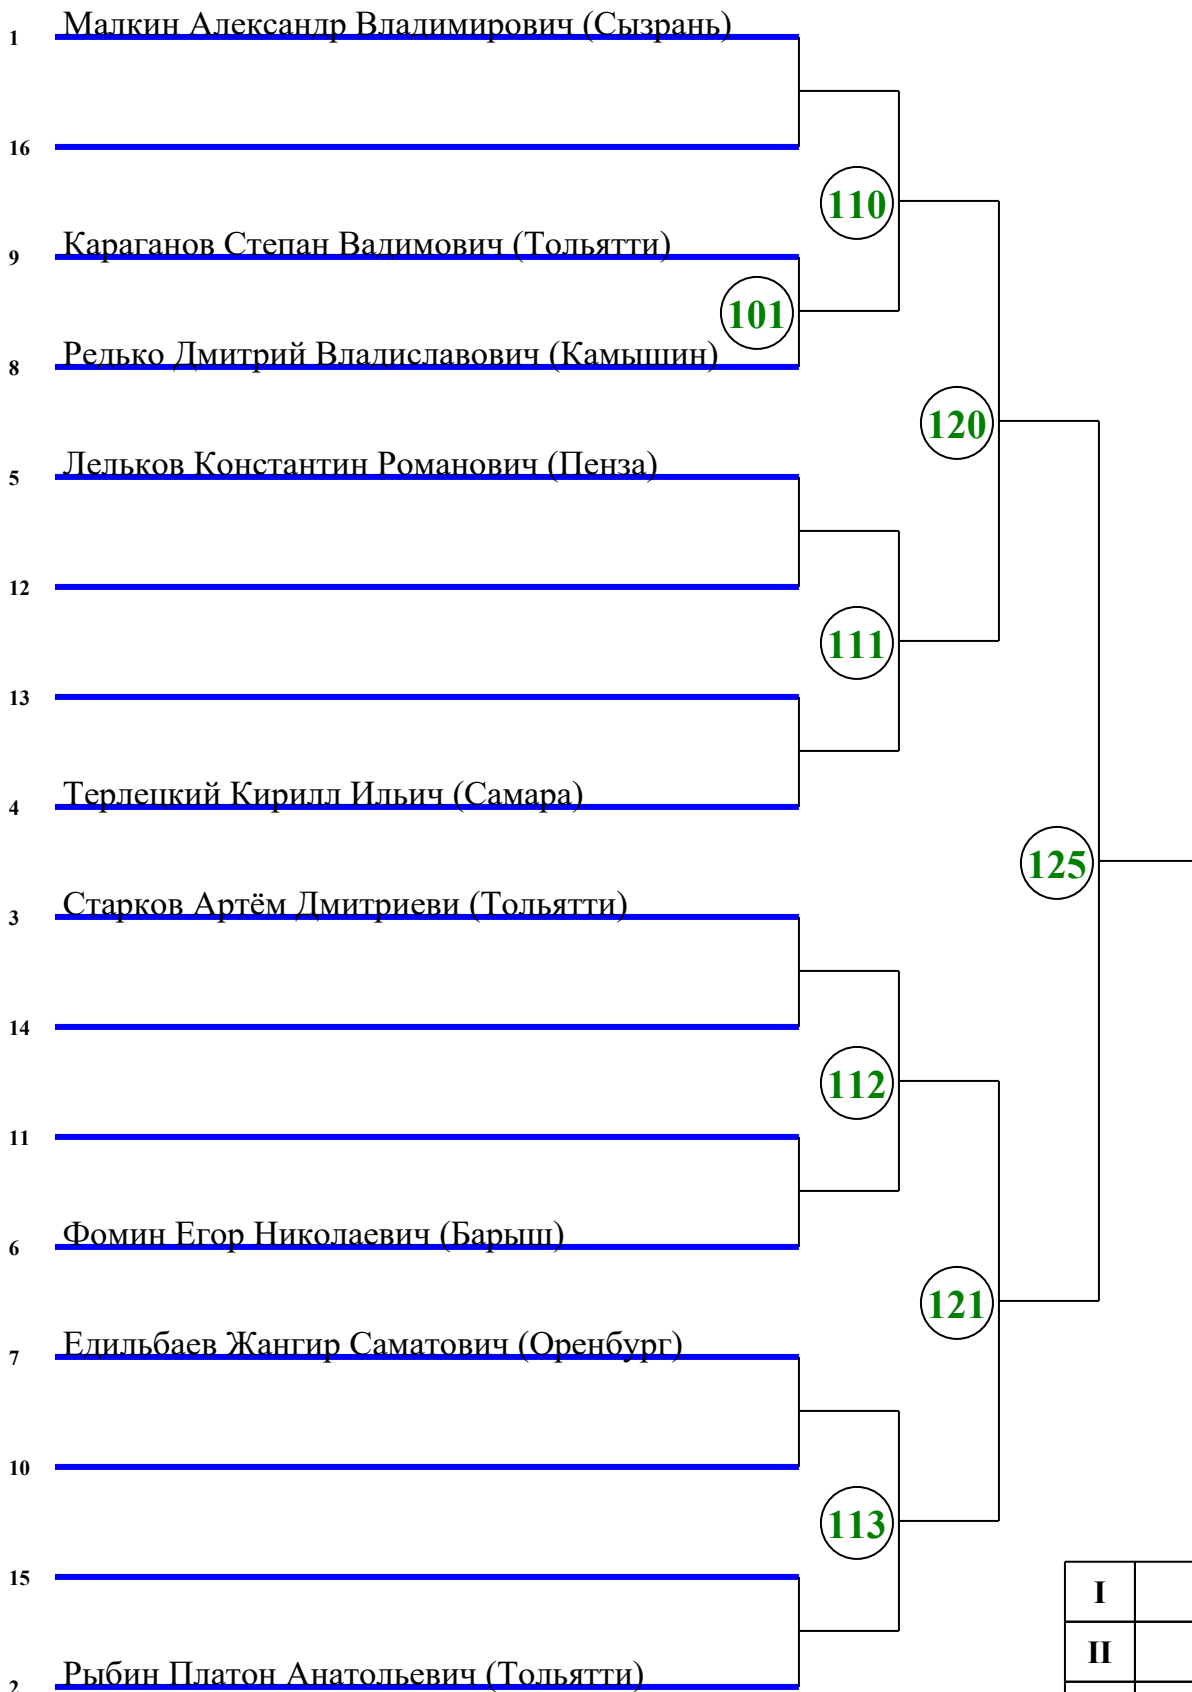 1 Малкин Александр Владимирович (Сызрань)
16
110
9 Караганов Степан Вадимович (Тольятти)
101
8 Редько Дмитрий Владиславович (Камышин)
120
5 Лельков Константин Романович (Пенза)
12
111
13
4 Терлецкий Кирилл Ильич (Самара)
125
3 Старков Артём Дмитриеви (Тольятти)
14
112
11
6 Фомин Егор Николаевич (Барыш)
121
7 Едильбаев Жангир Саматович (Оренбург)
10
113
15
I
II
2 Рыбин Платон Анатольевич (Тольятти)